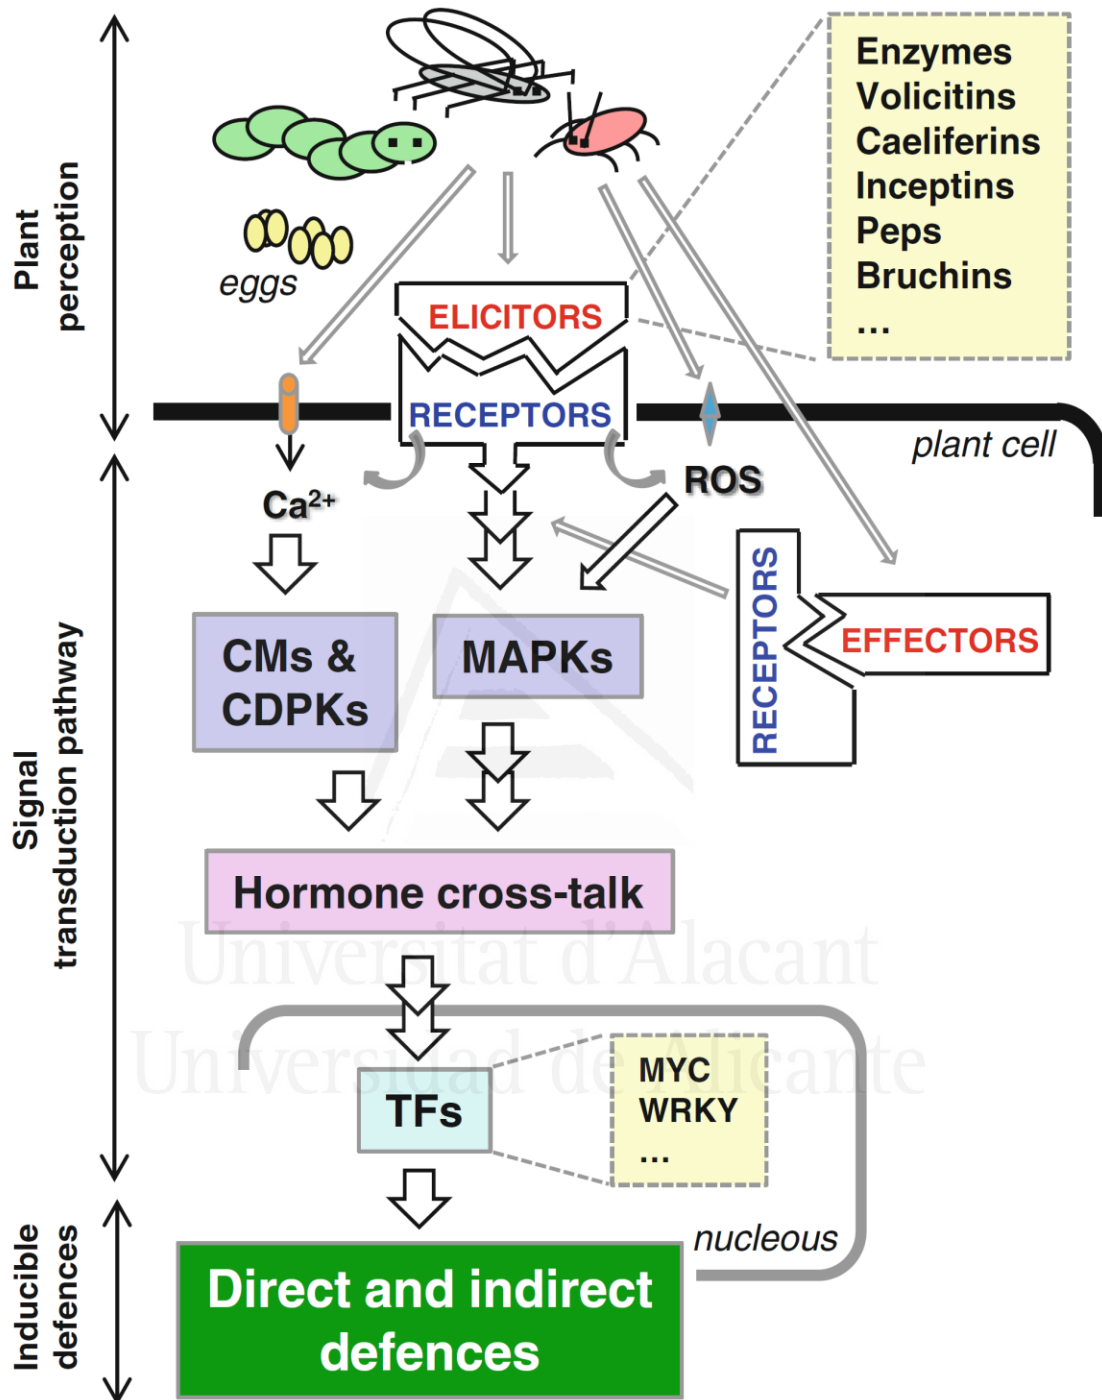 Plant
perception
Enzymes
Volicitins
Caeliferins
Inceptins
Peps
Bruchins
...
eggs
ELICITORS
RECEPTORS
plant cell
Signal
transduction pathway
Ca²⁺
ROS
CMs &
CDPKs
MAPKs
RECEPTORS
EFFECTORS
Hormone cross-talk
Universitat d'Alacant
Universidad de Alicante
TFs
MYC
WRKY
...
nucleous
Inducible
defences
Direct and indirect
defences